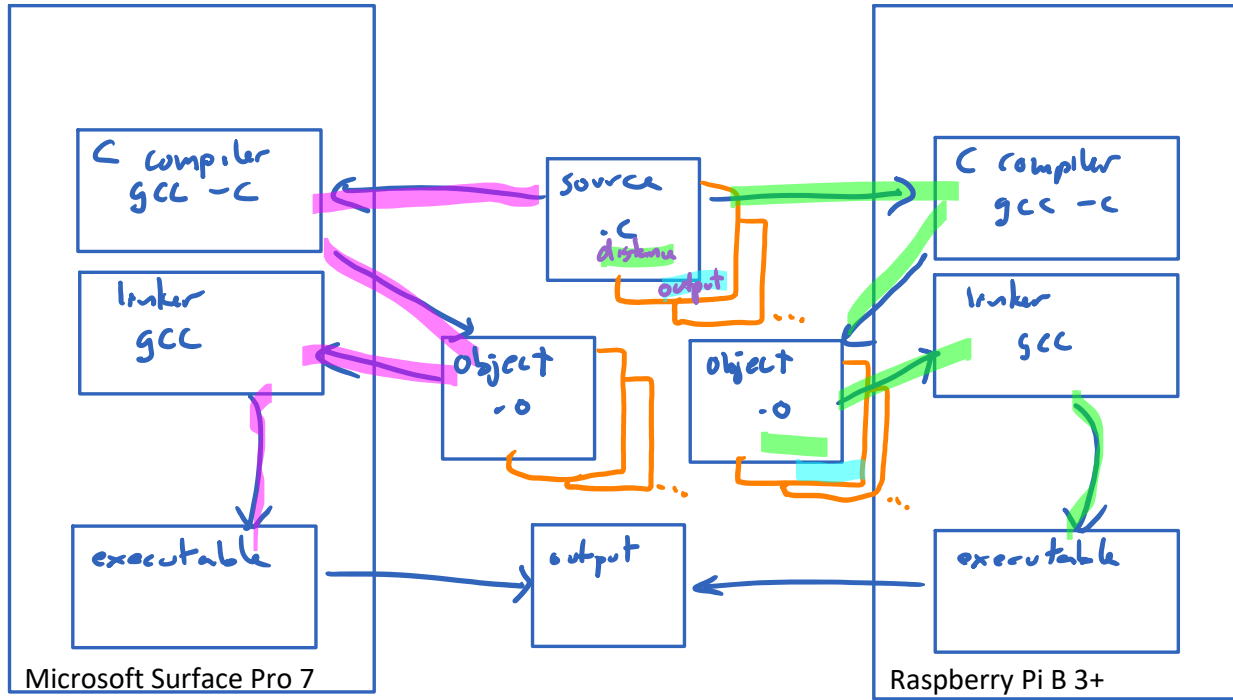 C compiler
gcc -c
linker
gcc
executable
Microsoft Surface Pro 7
source
.c
distance
output
...
object
.o
...
object
.o
...
output
C compiler
gcc -c
linker
gcc
executable
Raspberry Pi B 3+